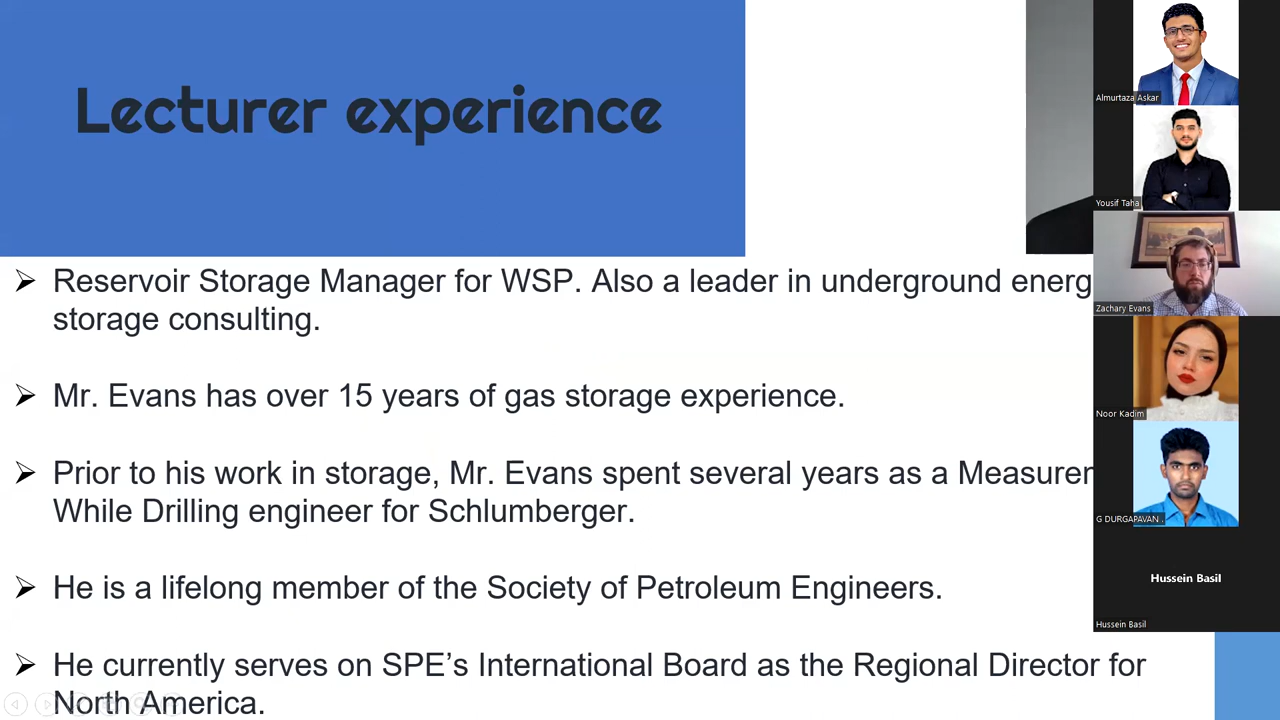 Lecturer experience
Reservoir Storage Manager for WSP. Also a leader in underground energ
storage consulting.
Mr. Evans has over 15 years of gas storage experience.
Prior to his work in storage, Mr. Evans spent several years as a Measurer
While Drilling engineer for Schlumberger.
He is a lifelong member of the Society of Petroleum Engineers.
He currently serves on SPE’s International Board as the Regional Director for
North America.
Almurtaza Askar
Yousif Taha
Zachary Evans
Noor Kadim
G DURGAPAVAN .
Hussein Basil
Hussein Basil